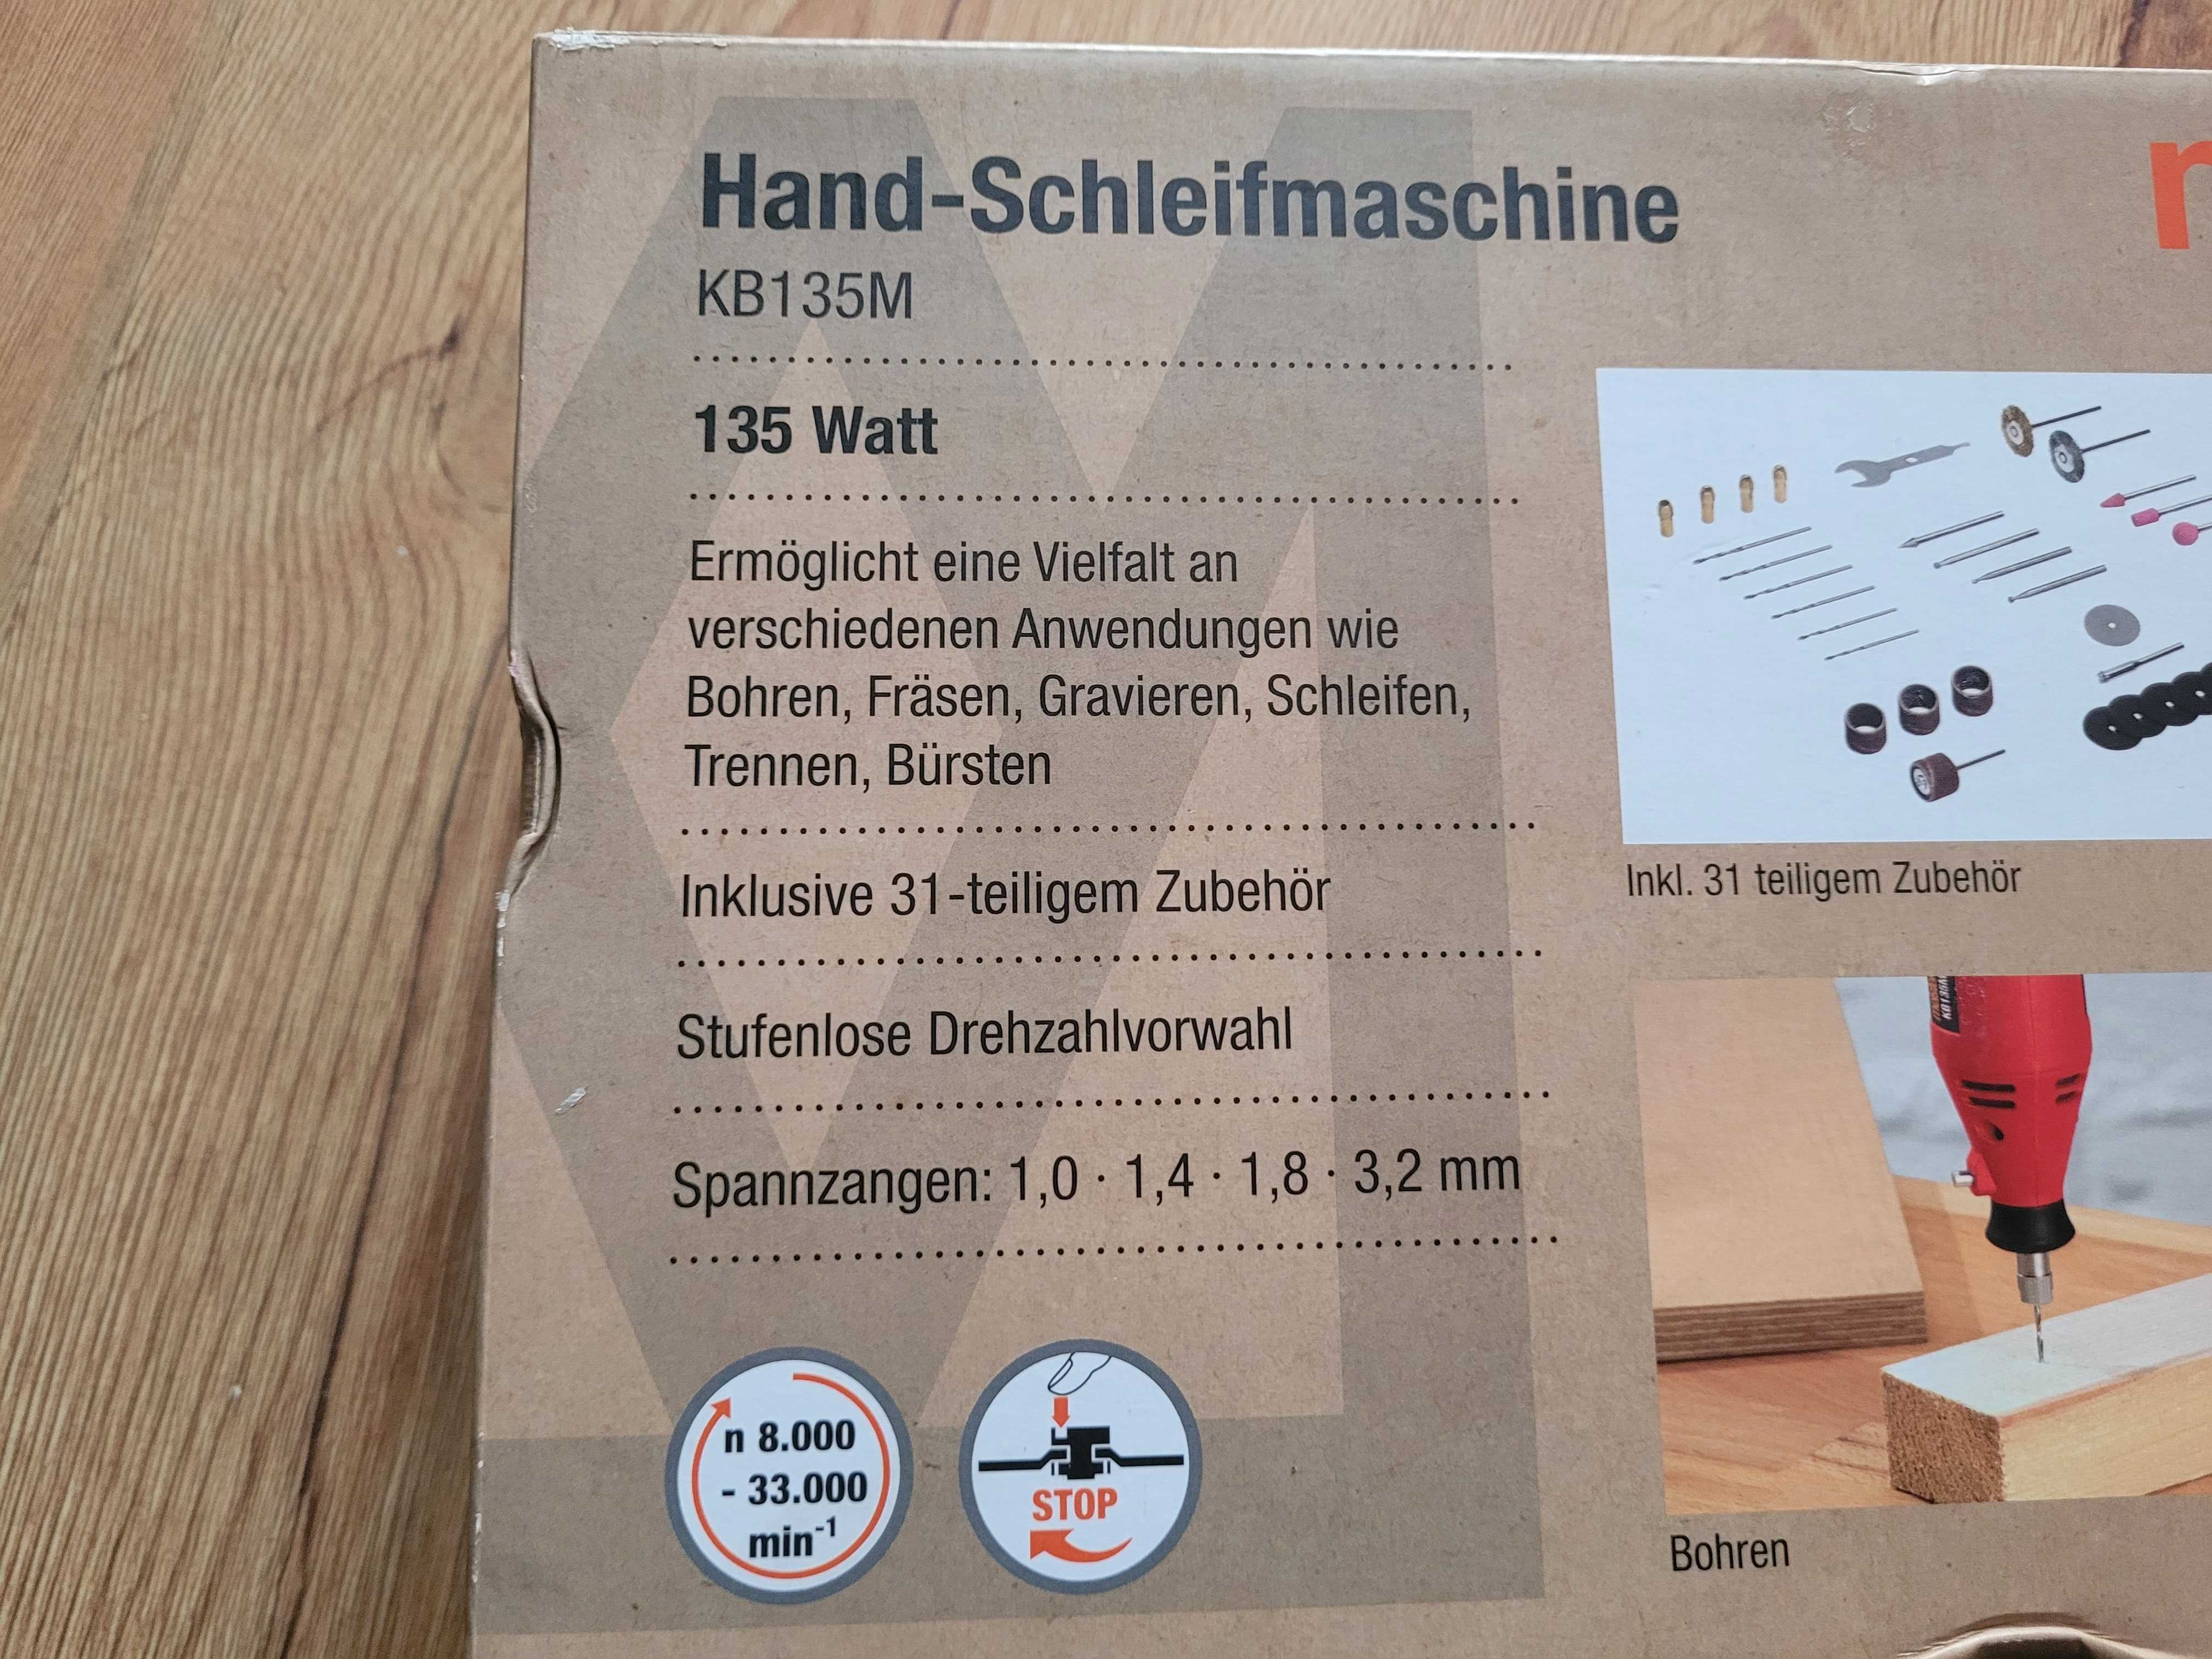 Hand-Schleifmaschine
KB135M
135 Watt
Ermöglicht eine Vielfalt an
verschiedenen Anwendungen wie
Bohren, Fräsen, Gravieren, Schleifen,
Trennen, Bürsten
Inklusive 31-teiligem Zubehör
Stufenlose Drehzahlvorwahl
Spannzangen: 1,0 · 1,4 · 1,8 · 3,2 mm
n 8.000
- 33.000
min⁻¹
STOP
Inkl. 31 teiligem Zubehör
KB135M
Bohren